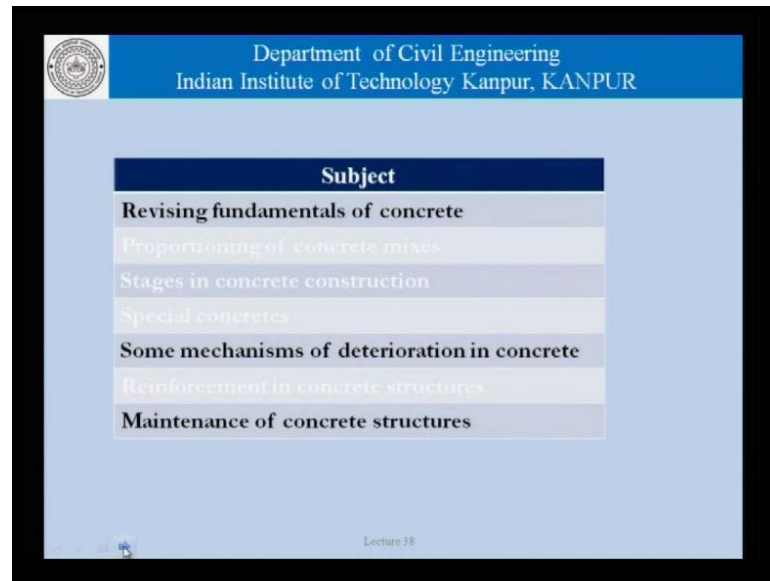 Department of Civil Engineering
Indian Institute of Technology Kanpur, KANPUR
Subject
Revising fundamentals of concrete
Proportioning of concrete mixes
Stages in concrete construction
Special concretes
Some mechanisms of deterioration in concrete
Reinforcement in concrete structures
Maintenance of concrete structures
Lecture 38